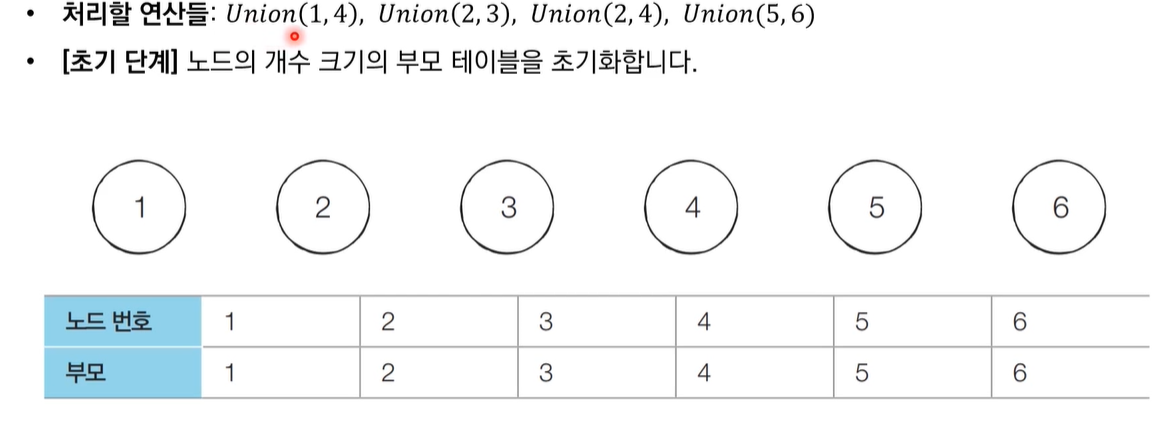 • 처리할 연산들: Union(1, 4), Union(2, 3), Union(2, 4), Union(5, 6)
• [초기 단계] 노드의 개수 크기의 부모 테이블을 초기화합니다.
1 2 3 4 5 6
노드 번호 1 2 3 4 5 6
부모 1 2 3 4 5 6